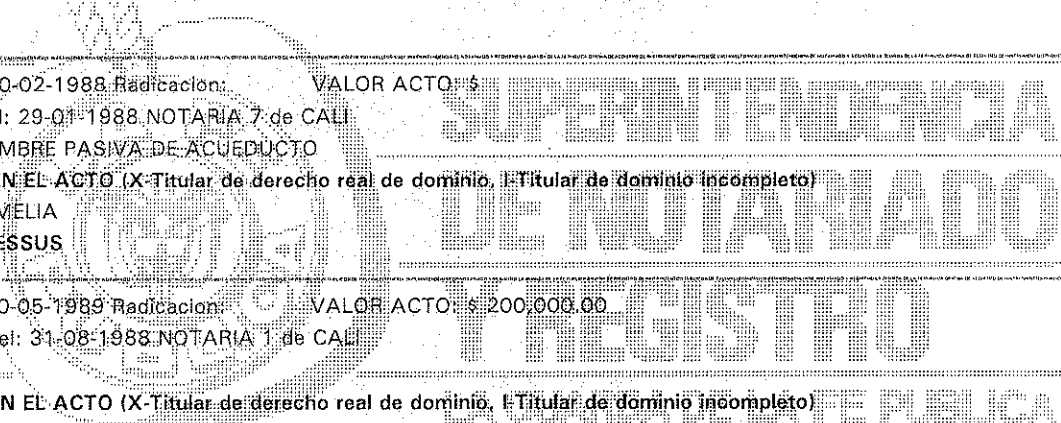 0-02-1988 Radicacion: VALOR ACTO: $
l: 29-01-1988 NOTARIA 7 de CALI
MBRE PASIVA DE ACUEDUCTO
N EL ACTO (X-Titular de derecho real de dominio, I-Titular de dominio incompleto)
MELIA
ESSUS
0-05-1989 Radicacion: VALOR ACTO: $ 200,000.00
el: 31-08-1988 NOTARIA 1 de CALI
N EL ACTO (X-Titular de derecho real de dominio, I-Titular de dominio incompleto)
SUPERINTENDENCIA
DE NOTARIADO
Y REGISTRO
FE PUBLICA